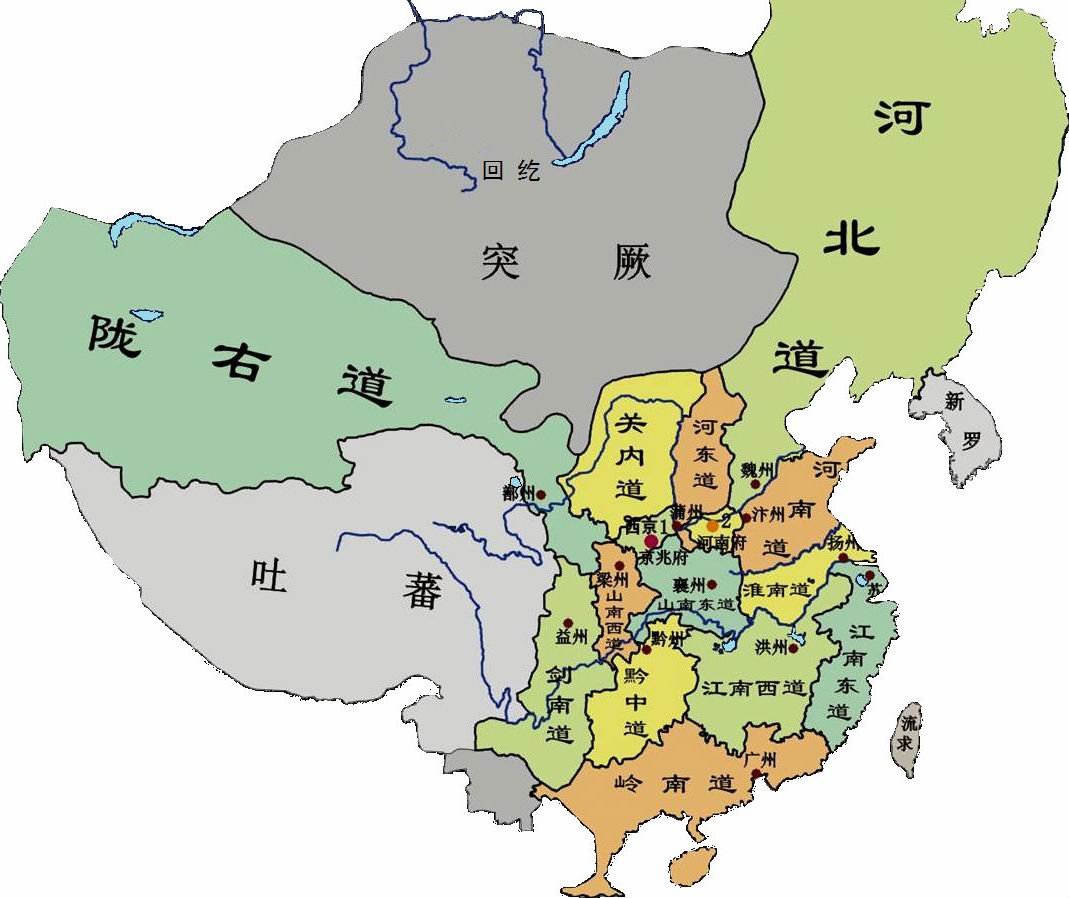 河北道
回纥
突厥
陇右道
新罗
关内道
河东道
魏州
河南道
鄯州
蒲州
汴州
西京1
2
河南府
京兆府
扬州
吐蕃
梁州
襄州
淮南道
苏
山南东道
山南西道
益州
黔州
洪州
江南东道
剑南道
黔中道
江南西道
流求
广州
岭南道